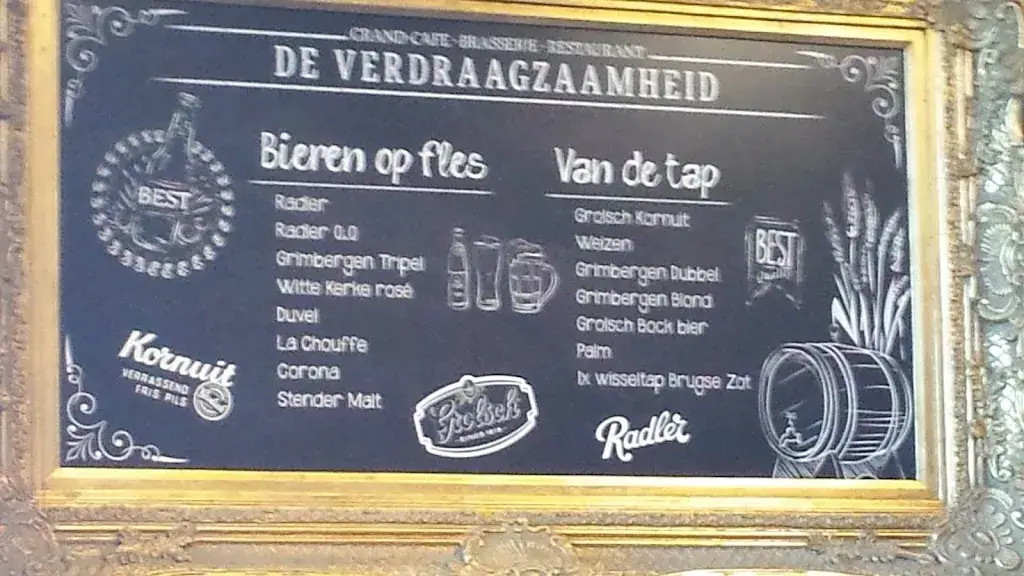 GRAND CAFE · BRASSERIE · RESTAURANT
DE VERDRAAGZAAMHEID
BEST
Bieren op fles
Radler
Radler 0.0
Grimbergen Tripel
Witte Kerke rosé
Duvel
La Chouffe
Corona
Stender Malt
Van de tap
Grolsch Kornuit
Weizen
Grimbergen Dubbel
Grimbergen Blond
Grolsch Bock bier
Palm
1x wisseltap Brugse Zot
BEST
Kornuit
VERRASSEND
FRIS PILS
Grolsch
Radler